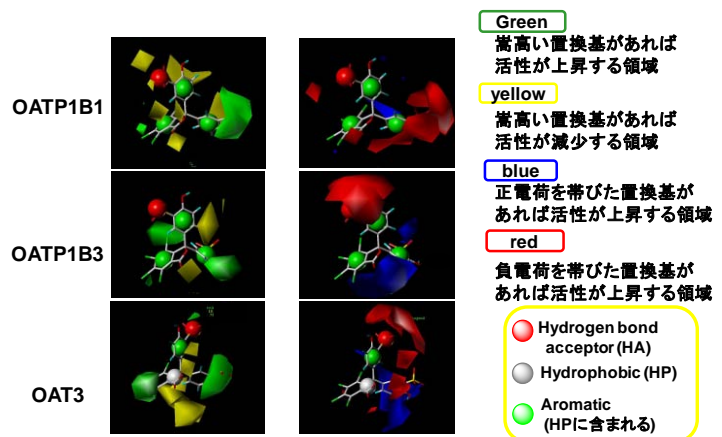 OATP1B1
OATP1B3
OAT3
Green
嵩高い置換基があれば
活性が上昇する領域
yellow
嵩高い置換基があれば
活性が減少する領域
blue
正電荷を帯びた置換基が
あれば活性が上昇する領域
red
負電荷を帯びた置換基が
あれば活性が上昇する領域
Hydrogen bond
acceptor (HA)
Hydrophobic (HP)
Aromatic
(HPに含まれる)